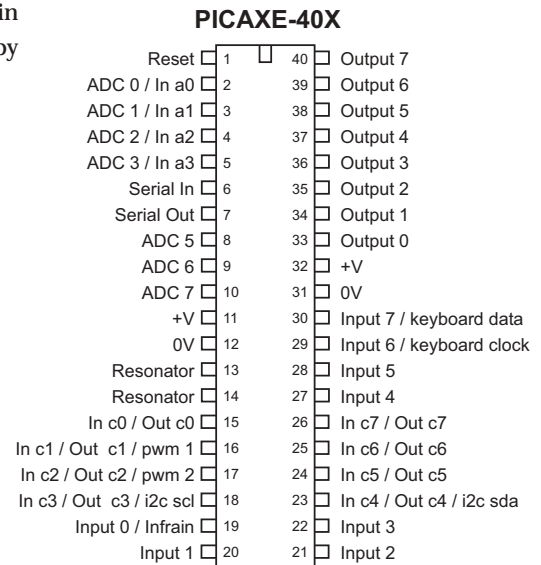 in
by
PICAXE-40X
Reset 1 40 Output 7
ADC 0 / In a0 2 39 Output 6
ADC 1 / In a1 3 38 Output 5
ADC 2 / In a2 4 37 Output 4
ADC 3 / In a3 5 36 Output 3
Serial In 6 35 Output 2
Serial Out 7 34 Output 1
ADC 5 8 33 Output 0
ADC 6 9 32 +V
ADC 7 10 31 0V
+V 11 30 Input 7 / keyboard data
0V 12 29 Input 6 / keyboard clock
Resonator 13 28 Input 5
Resonator 14 27 Input 4
In c0 / Out c0 15 26 In c7 / Out c7
In c1 / Out c1 / pwm 1 16 25 In c6 / Out c6
In c2 / Out c2 / pwm 2 17 24 In c5 / Out c5
In c3 / Out c3 / i2c scl 18 23 In c4 / Out c4 / i2c sda
Input 0 / Infrain 19 22 Input 3
Input 1 20 21 Input 2